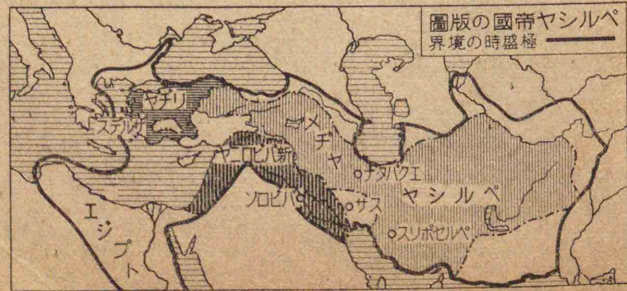 ペルシヤ帝國の版圖
極盛時の境界
リヂヤ
メヂヤ
新バビロニヤ
エクバタナ
ペルシヤ
バビロン
スサ
ペルセポリス
エジプト